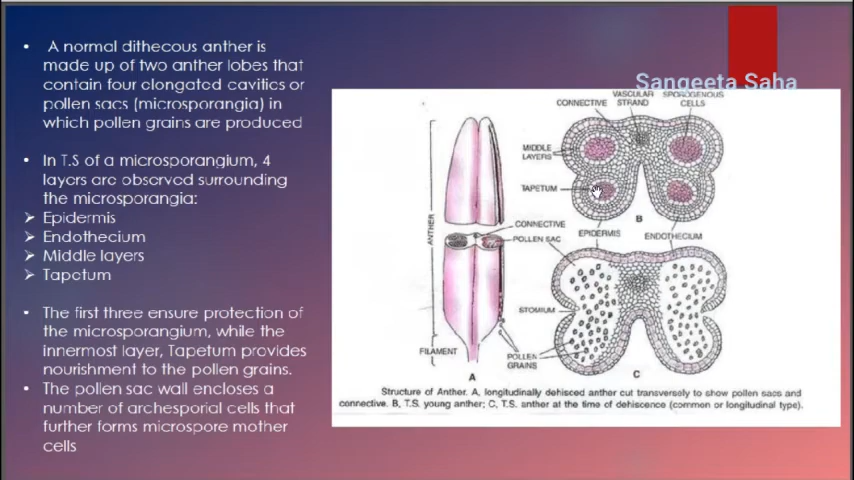 • A normal dithecous anther is
made up of two anther lobes that
contain four elongated cavities or
pollen sacs (microsporangia) in
which pollen grains are produced
• In T.S of a microsporangium, 4
layers are observed surrounding
the microsporangia:
➢ Epidermis
➢ Endothecium
➢ Middle layers
➢ Tapetum
• The first three ensure protection of
the microsporangium, while the
innermost layer, Tapetum provides
nourishment to the pollen grains.
• The pollen sac wall encloses a
number of archesporial cells that
further forms microspore mother
cells
Sangeeta Saha
CONNECTIVE
VASCULAR
STRAND
SPOROGENOUS
CELLS
MIDDLE
LAYERS
TAPETUM
B
ANTHER
CONNECTIVE
POLLEN SAC
EPIDERMIS
ENDOTHECIUM
STOMIUM
FILAMENT
POLLEN
GRAINS
A
C
Structure of Anther. A, longitudinally dehisced anther cut transversely to show pollen sacs and
connective. B, T.S. young anther; C, T.S. anther at the time of dehiscence (common or longitudinal type).